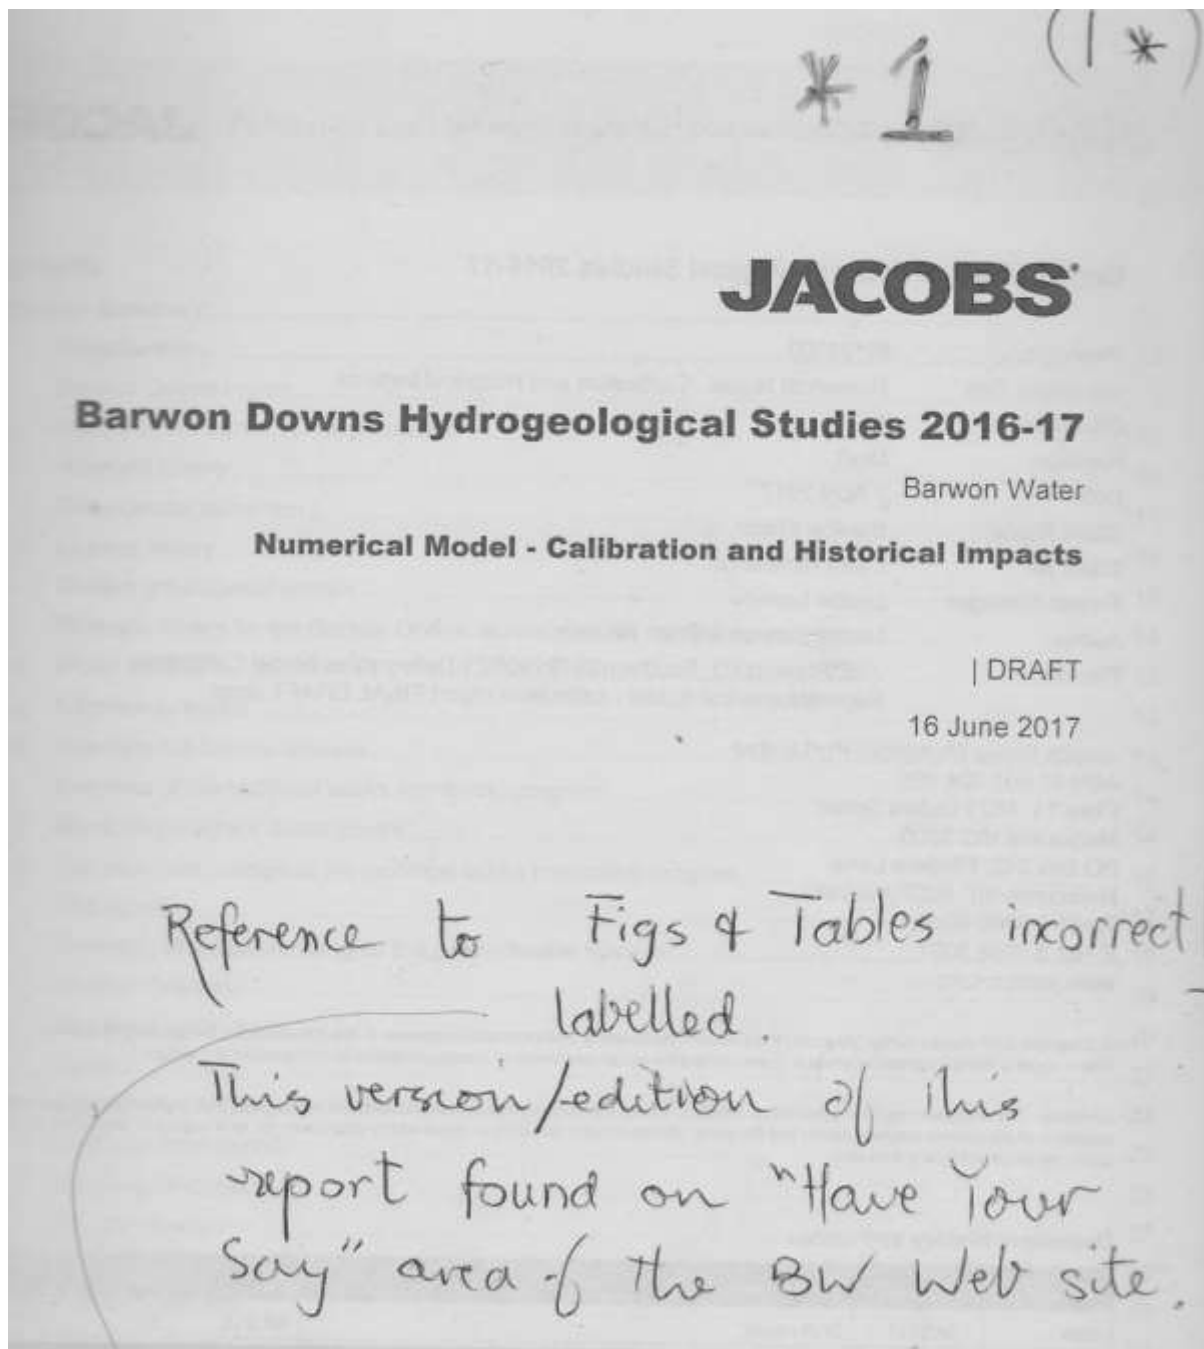 (1 *)
* 1
JACOBS
Barwon Downs Hydrogeological Studies 2016-17
Barwon Water
Numerical Model - Calibration and Historical Impacts
| DRAFT
16 June 2017
Reference to Figs & Tables incorrect
labelled.
This version/edition of this
report found on "Have Your
Say" area of the BW Web site.